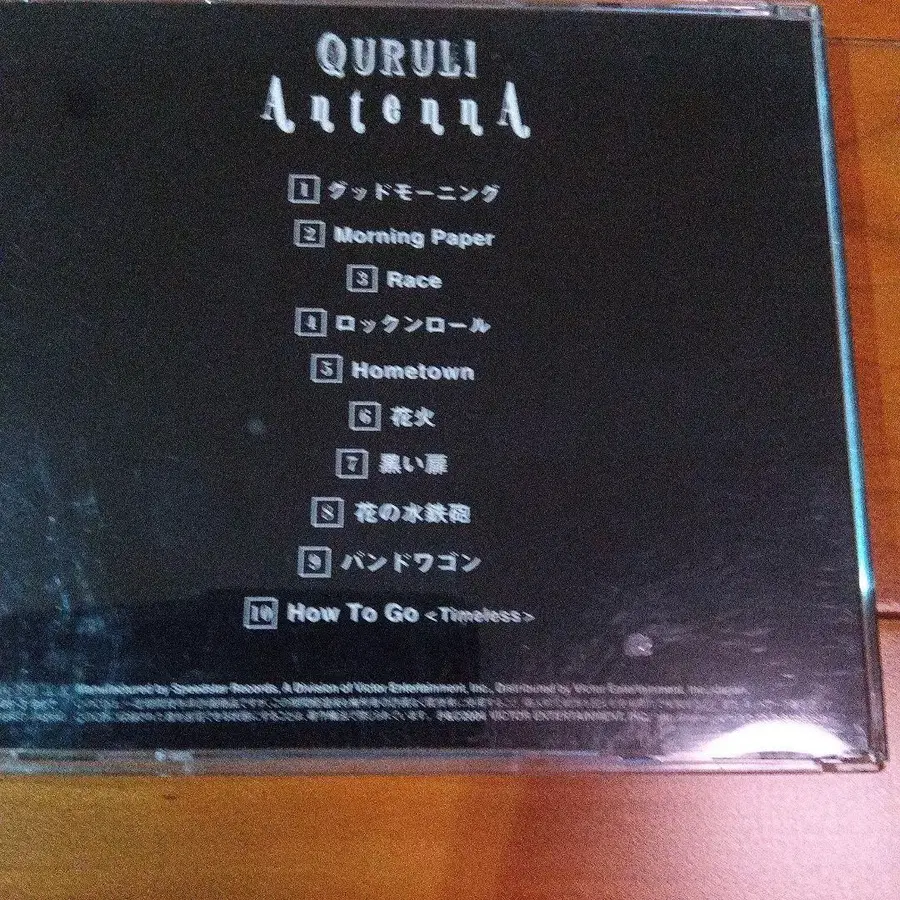 QURULI
AntennA
1 グッドモーニング
2 Morning Paper
3 Race
4 ロックンロール
5 Hometown
6 花火
7 黒い扉
8 花の水鉄砲
9 バンドワゴン
10 How To Go <Timeless>
Manufactured by Speedstar Records, A Division of Victor Entertainment, Inc., Distributed by Victor Entertainment, Inc.
VICTOR ENTERTAINMENT, INC.